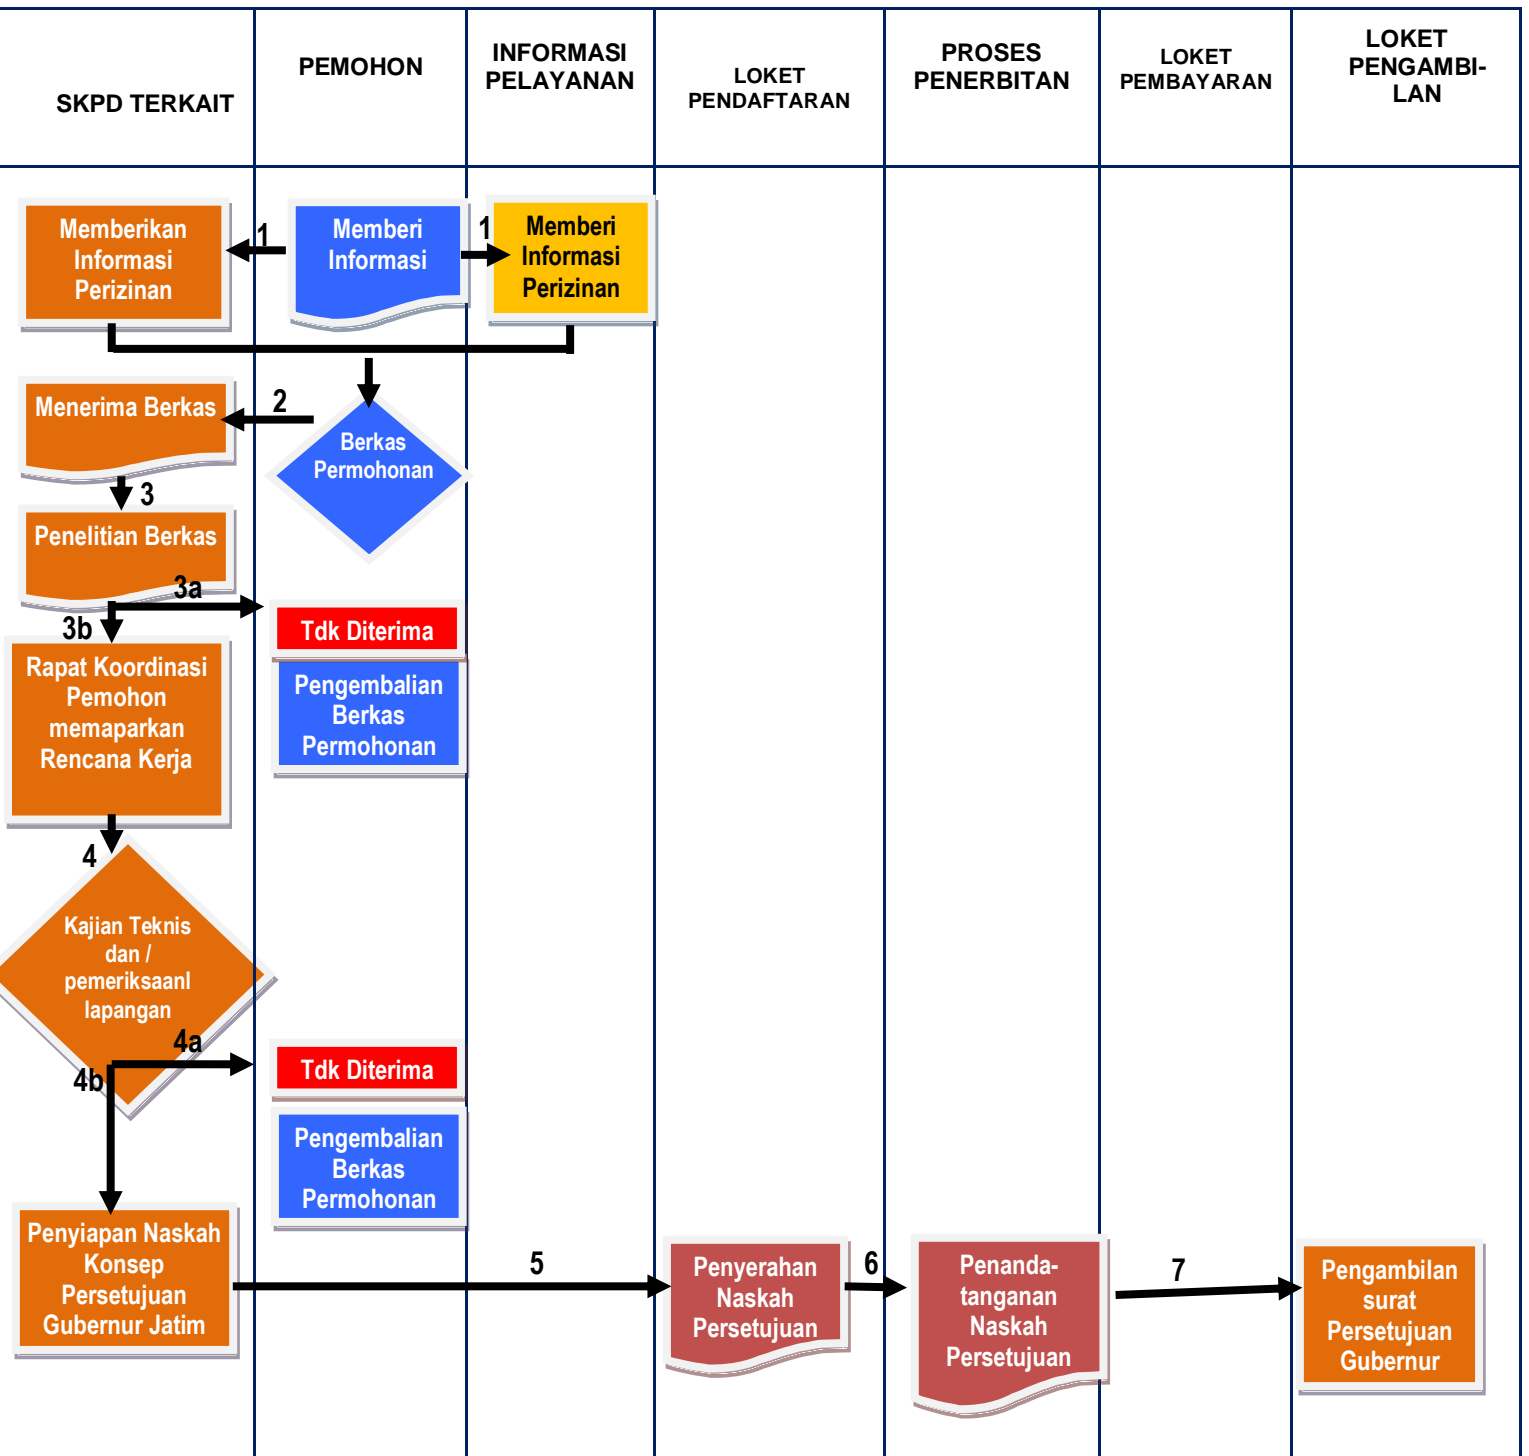 SKPD TERKAIT
PEMOHON
INFORMASI
PELAYANAN
LOKET
PENDAFTARAN
PROSES
PENERBITAN
LOKET
PEMBAYARAN
LOKET
PENGAMBI-
LAN
Memberikan
Informasi
Perizinan
1
Memberi
Informasi
1
Memberi
Informasi
Perizinan
Menerima Berkas
2
Berkas
Permohonan
3
Penelitian Berkas
3a
3b
Tdk Diterima
Pengembalian
Berkas
Permohonan
Rapat Koordinasi
Pemohon
memaparkan
Rencana Kerja
4
Kajian Teknis
dan /
pemeriksaanl
lapangan
4a
4b
Tdk Diterima
Pengembalian
Berkas
Permohonan
Penyiapan Naskah
Konsep
Persetujuan
Gubernur Jatim
5
Penyerahan
Naskah
Persetujuan
6
Penanda-
tanganan
Naskah
Persetujuan
7
Pengambilan
surat
Persetujuan
Gubernur